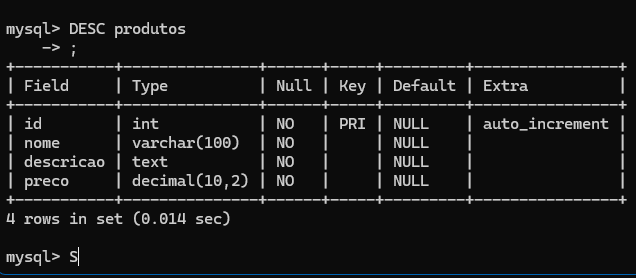 mysql> DESC produtos
    -> ;
+-----------+---------------+------+-----+---------+----------------+
| Field     | Type          | Null | Key | Default | Extra          |
+-----------+---------------+------+-----+---------+----------------+
| id        | int           | NO   | PRI | NULL    | auto_increment |
| nome      | varchar(100)  | NO   |     | NULL    |                |
| descricao | text          | NO   |     | NULL    |                |
| preco     | decimal(10,2) | NO   |     | NULL    |                |
+-----------+---------------+------+-----+---------+----------------+
4 rows in set (0.014 sec)
mysql> S